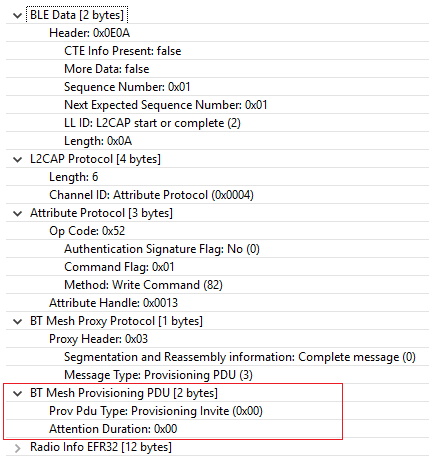 BLE Data [2 bytes]
Header: 0x0E0A
CTE Info Present: false
More Data: false
Sequence Number: 0x01
Next Expected Sequence Number: 0x01
LL ID: L2CAP start or complete (2)
Length: 0x0A
L2CAP Protocol [4 bytes]
Length: 6
Channel ID: Attribute Protocol (0x0004)
Attribute Protocol [3 bytes]
Op Code: 0x52
Authentication Signature Flag: No (0)
Command Flag: 0x01
Method: Write Command (82)
Attribute Handle: 0x0013
BT Mesh Proxy Protocol [1 bytes]
Proxy Header: 0x03
Segmentation and Reassembly information: Complete message (0)
Message Type: Provisioning PDU (3)
BT Mesh Provisioning PDU [2 bytes]
Prov Pdu Type: Provisioning Invite (0x00)
Attention Duration: 0x00
Radio Info EFR32 [12 bytes]